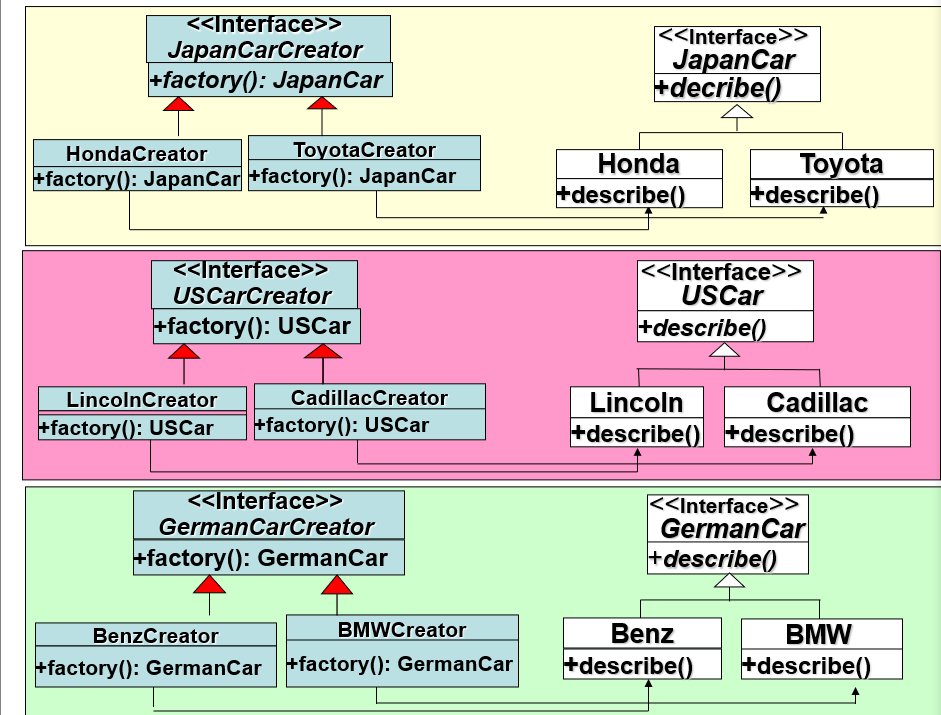 <<Interface>>
JapanCarCreator
+factory(): JapanCar
<<Interface>>
JapanCar
+decribe()
HondaCreator
+factory(): JapanCar
ToyotaCreator
+factory(): JapanCar
Honda
+describe()
Toyota
+describe()
<<Interface>>
USCarCreator
+factory(): USCar
<<Interface>>
USCar
+describe()
LincolnCreator
+factory(): USCar
CadillacCreator
+factory(): USCar
Lincoln
+describe()
Cadillac
+describe()
<<Interface>>
GermanCarCreator
+factory(): GermanCar
<<Interface>>
GermanCar
+describe()
BenzCreator
+factory(): GermanCar
BMWCreator
+factory(): GermanCar
Benz
+describe()
BMW
+describe()